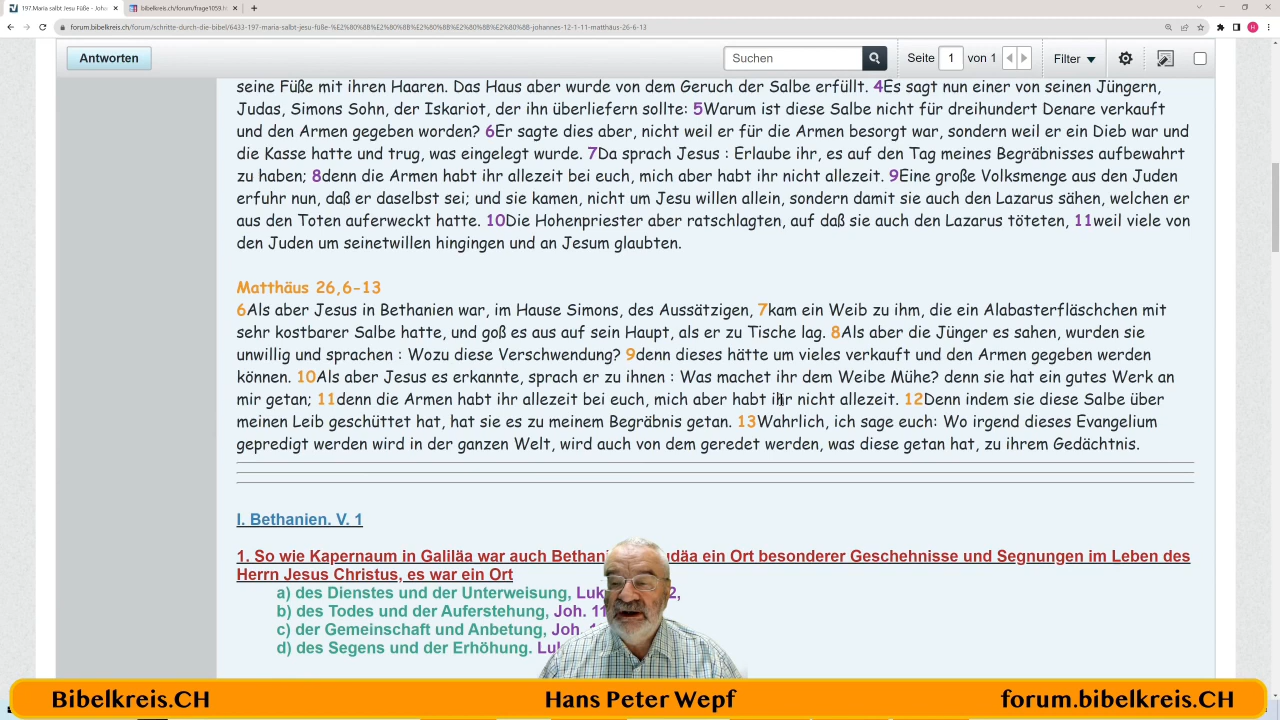 197.Maria salbt Jesu Füße - Joha
bibelkreis.ch/forum/frage1059.h
forum.bibelkreis.ch/forum/schritte-durch-die-bibel/6433-197-maria-salbt-jesu-füße-%E2%80%8B%E2%80%8B%E2%80%8B%E2%80%8B%E2%80%8B-johannes-12-1-11-matthäus-26-6-13
Antworten
Suchen
Seite 1 von 1
Filter
seine Füße mit ihren Haaren. Das Haus aber wurde von dem Geruch der Salbe erfüllt. 4Es sagt nun einer von seinen Jüngern,
Judas, Simons Sohn, der Iskariot, der ihn überliefern sollte: 5Warum ist diese Salbe nicht für dreihundert Denare verkauft
und den Armen gegeben worden? 6Er sagte dies aber, nicht weil er für die Armen besorgt war, sondern weil er ein Dieb war und
die Kasse hatte und trug, was eingelegt wurde. 7Da sprach Jesus : Erlaube ihr, es auf den Tag meines Begräbnisses aufbewahrt
zu haben; 8denn die Armen habt ihr allezeit bei euch, mich aber habt ihr nicht allezeit. 9Eine große Volksmenge aus den Juden
erfuhr nun, daß er daselbst sei; und sie kamen, nicht um Jesu willen allein, sondern damit sie auch den Lazarus sähen, welchen er
aus den Toten auferweckt hatte. 10Die Hohenpriester aber ratschlagten, auf daß sie auch den Lazarus töteten, 11weil viele von
den Juden um seinetwillen hingingen und an Jesum glaubten.
Matthäus 26,6-13
6Als aber Jesus in Bethanien war, im Hause Simons, des Aussätzigen, 7kam ein Weib zu ihm, die ein Alabasterfläschchen mit
sehr kostbarer Salbe hatte, und goß es aus auf sein Haupt, als er zu Tische lag. 8Als aber die Jünger es sahen, wurden sie
unwillig und sprachen : Wozu diese Verschwendung? 9denn dieses hätte um vieles verkauft und den Armen gegeben werden
können. 10Als aber Jesus es erkannte, sprach er zu ihnen : Was machet ihr dem Weibe Mühe? denn sie hat ein gutes Werk an
mir getan; 11denn die Armen habt ihr allezeit bei euch, mich aber habt ihr nicht allezeit. 12Denn indem sie diese Salbe über
meinen Leib geschüttet hat, hat sie es zu meinem Begräbnis getan. 13Wahrlich, ich sage euch: Wo irgend dieses Evangelium
gepredigt werden wird in der ganzen Welt, wird auch von dem geredet werden, was diese getan hat, zu ihrem Gedächtnis.
I. Bethanien. V. 1
1. So wie Kapernaum in Galiläa war auch ein Ort besonderer Geschehnisse und Segnungen im Leben des
Herrn Jesus Christus, es war ein Ort
a) des Dienstes und der Unterweisung,
b) des Todes und der Auferstehung, Joh.
c) der Gemeinschaft und Anbetung, Joh.
d) des Segens und der Erhöhung.
Bibelkreis.CH Hans Peter Wepf forum.bibelkreis.CH